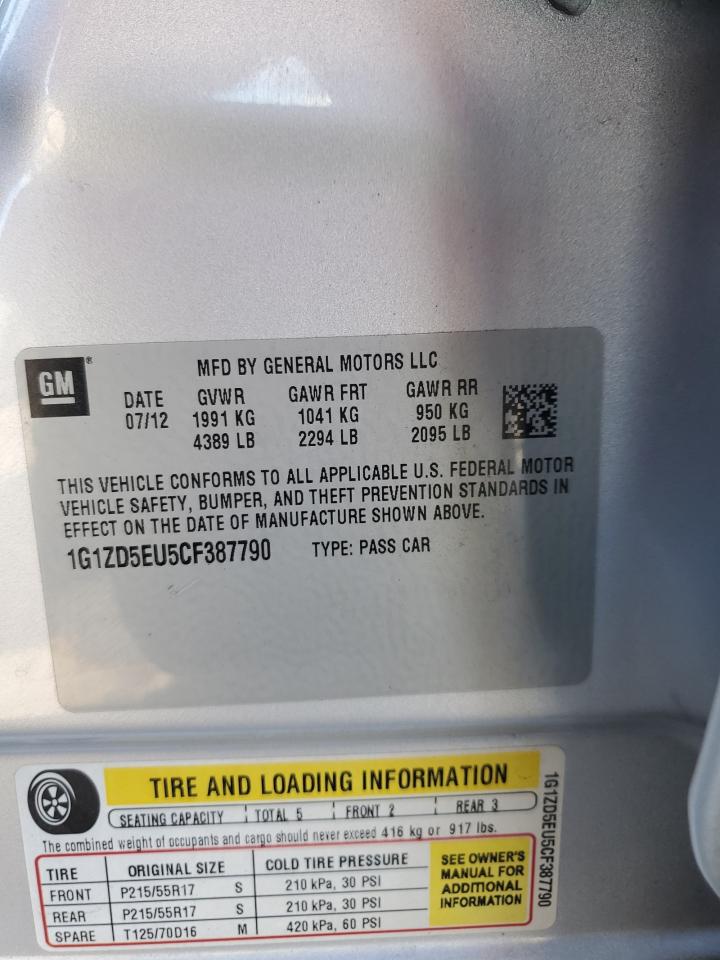 GM ®
MFD BY GENERAL MOTORS LLC
DATE GVWR GAWR FRT GAWR RR
07/12 1991 KG 1041 KG 950 KG
4389 LB 2294 LB 2095 LB
THIS VEHICLE CONFORMS TO ALL APPLICABLE U.S. FEDERAL MOTOR
VEHICLE SAFETY, BUMPER, AND THEFT PREVENTION STANDARDS IN
EFFECT ON THE DATE OF MANUFACTURE SHOWN ABOVE.
1G1ZD5EU5CF387790 TYPE: PASS CAR
TIRE AND LOADING INFORMATION
SEATING CAPACITY TOTAL 5 FRONT 2 REAR 3
The combined weight of occupants and cargo should never exceed 416 kg or 917 lbs.
TIRE ORIGINAL SIZE COLD TIRE PRESSURE
FRONT P215/55R17 S 210 kPa, 30 PSI
REAR P215/55R17 S 210 kPa, 30 PSI
SPARE T125/70D16 M 420 kPa, 60 PSI
SEE OWNER'S
MANUAL FOR
ADDITIONAL
INFORMATION
1G1ZD5EU5CF387790